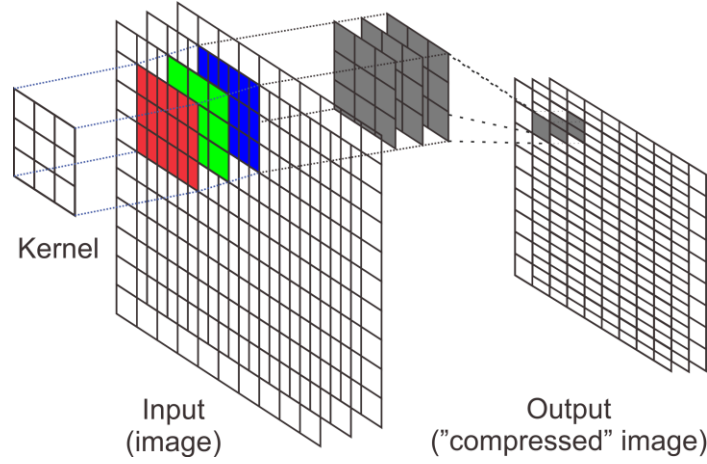 Kernel
Input
(image)
Output
(”compressed” image)